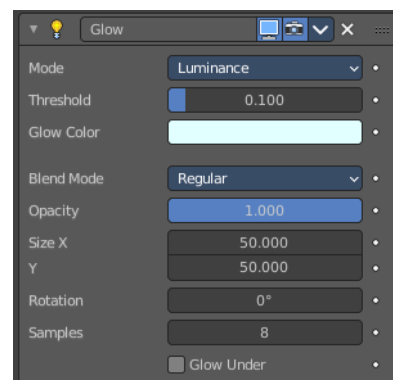 Glow
Mode Luminance
Threshold 0.100
Glow Color
Blend Mode Regular
Opacity 1.000
Size X 50.000
Y 50.000
Rotation 0°
Samples 8
Glow Under